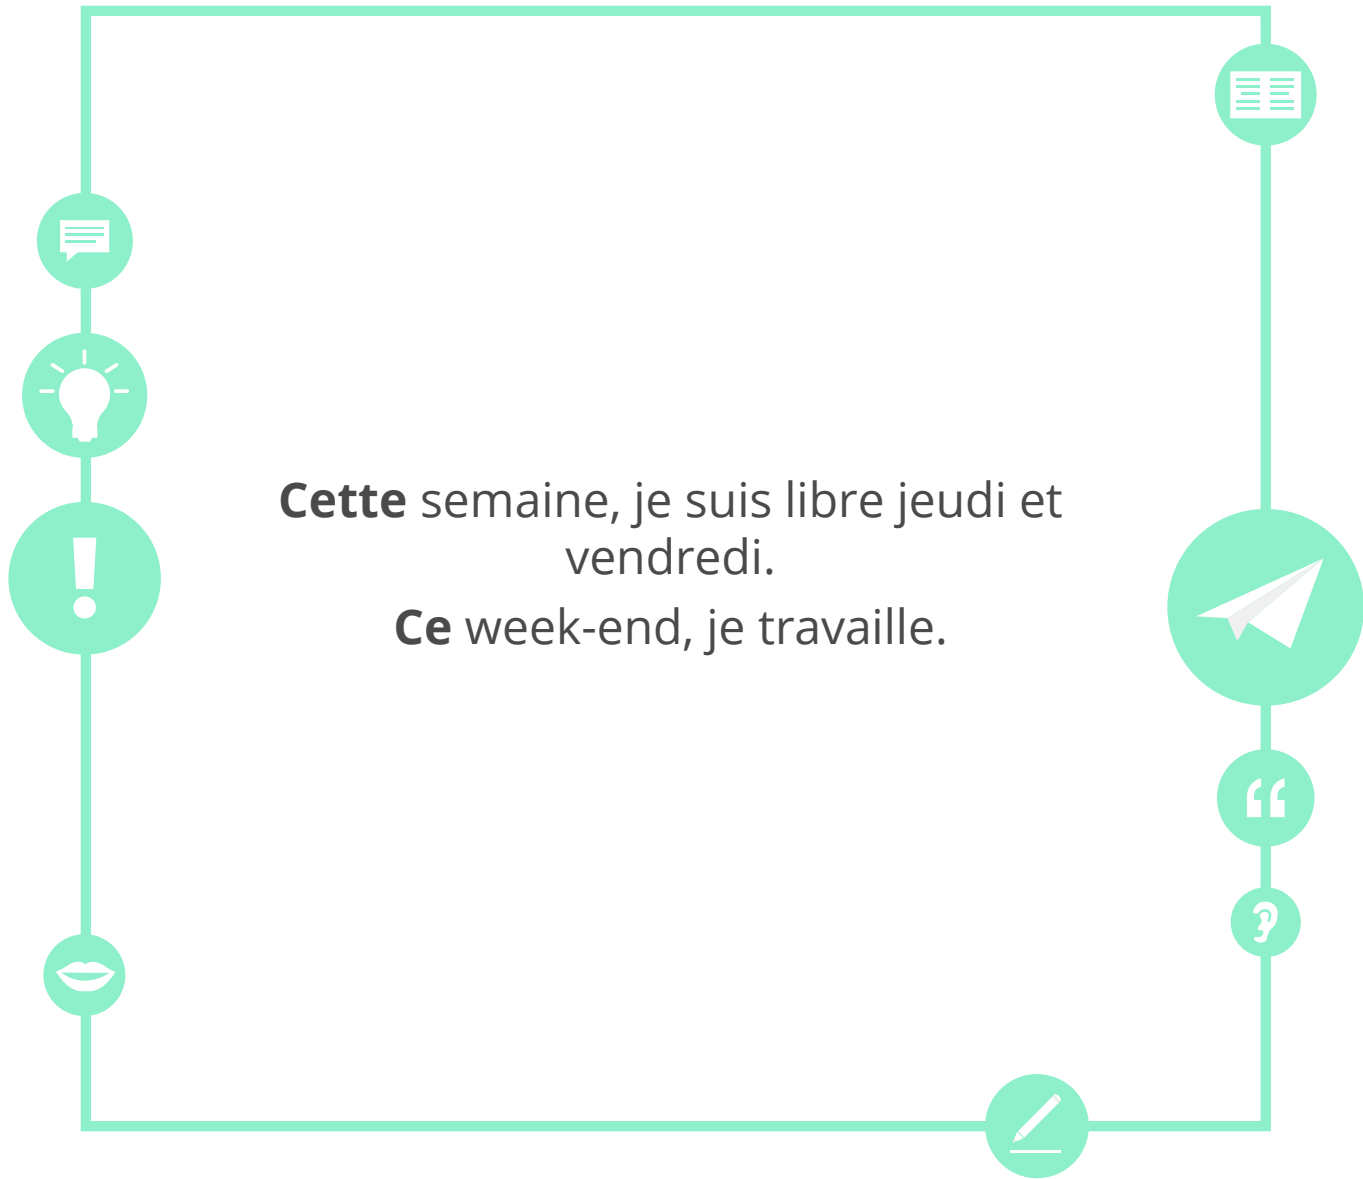 Cette semaine, je suis libre jeudi et
vendredi.
Ce week-end, je travaille.